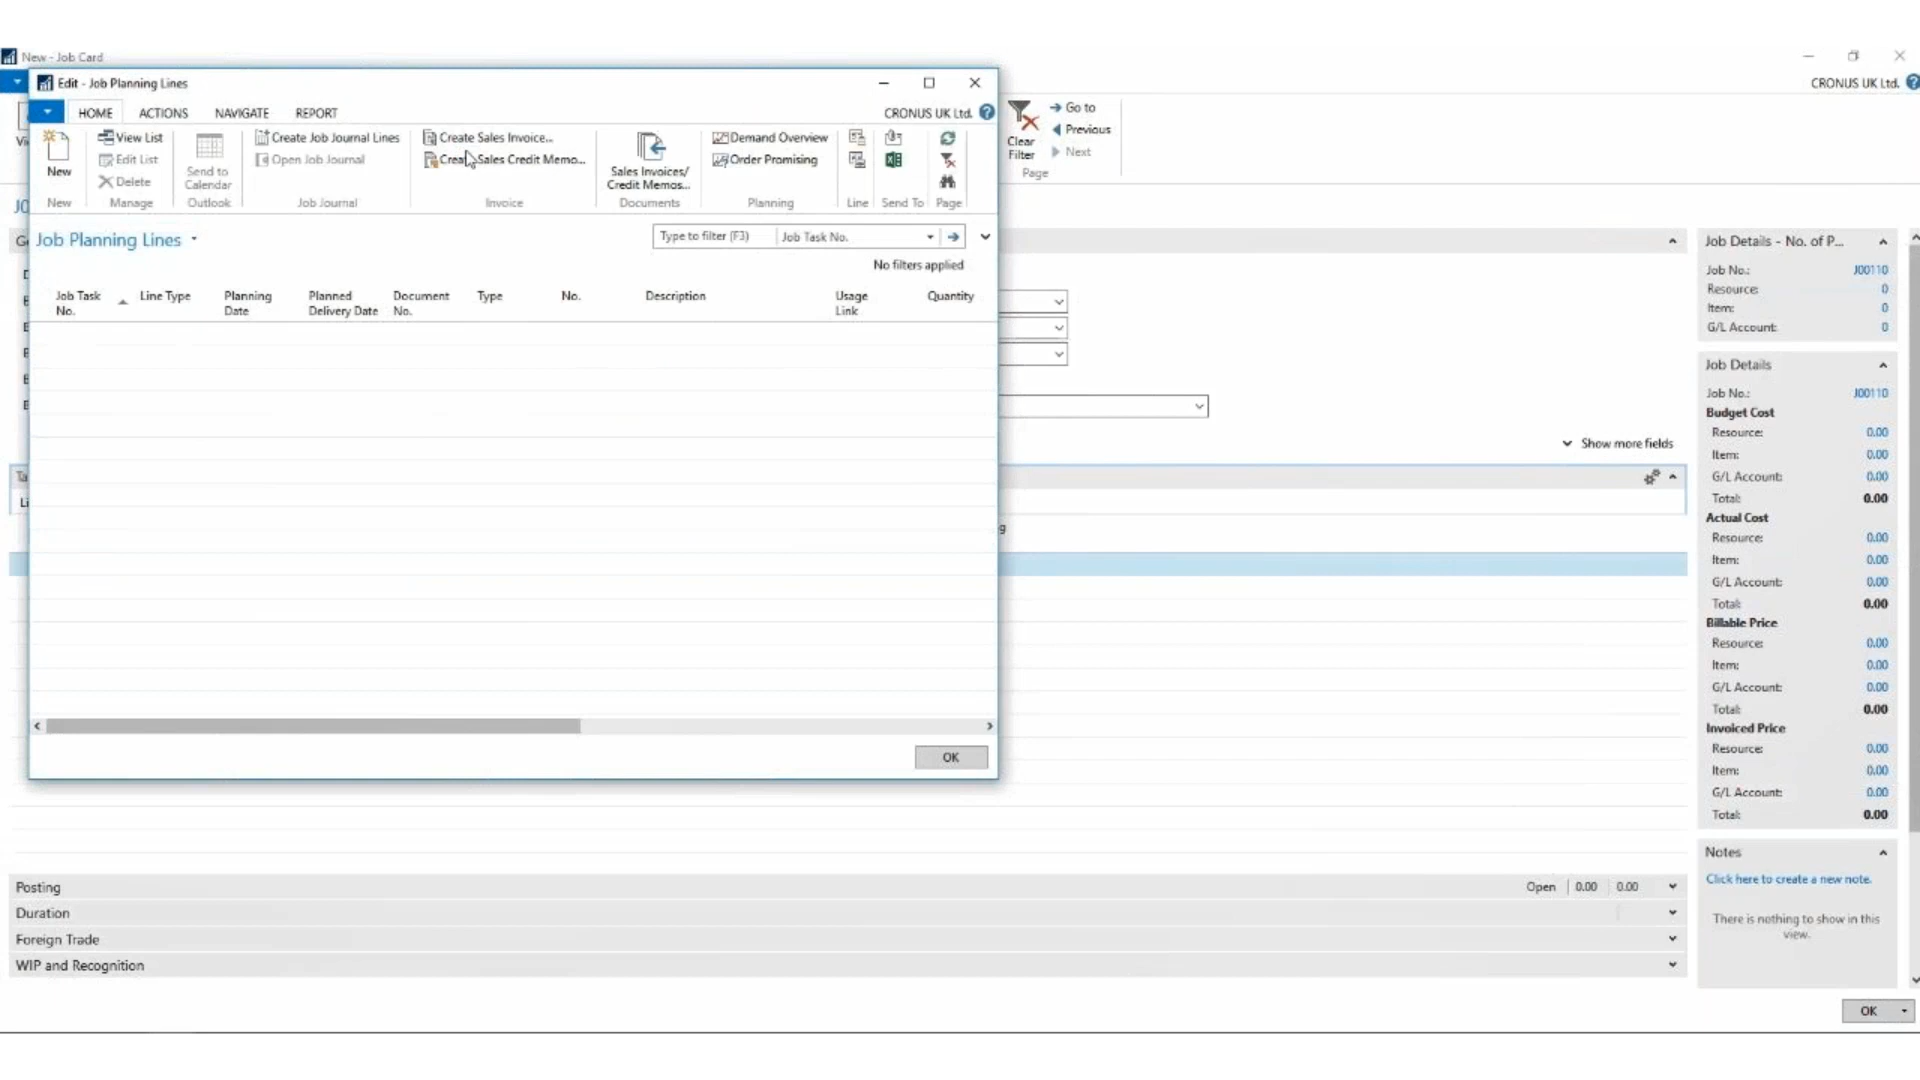 New - Job Card
CRONUS UK Ltd.
Edit - Job Planning Lines
HOME ACTIONS NAVIGATE REPORT
CRONUS UK Ltd.
New
New
View List
Edit List
Delete
Manage
Send to
Calendar
Outlook
Create Job Journal Lines
Open Job Journal
Job Journal
Create Sales Invoice...
Create Sales Credit Memo...
Invoice
Sales Invoices/
Credit Memos...
Documents
Demand Overview
Order Promising
Planning
Line
Send To
Page
Clear
Filter
Go to
Previous
Next
Page
Job Planning Lines
Type to filter (F3) Job Task No.
No filters applied
Job Task
No.
Line Type
Planning
Date
Planned
Delivery Date
Document
No.
Type
No.
Description
Usage
Link
Quantity
OK
Show more fields
Job Details - No. of P...
Job No.: J00110
Resource: 0
Item: 0
G/L Account: 0
Job Details
Job No.: J00110
Budget Cost
Resource: 0.00
Item: 0.00
G/L Account: 0.00
Total: 0.00
Actual Cost
Resource: 0.00
Item: 0.00
G/L Account: 0.00
Total: 0.00
Billable Price
Resource: 0.00
Item: 0.00
G/L Account: 0.00
Total: 0.00
Invoiced Price
Resource: 0.00
Item: 0.00
G/L Account: 0.00
Total: 0.00
Notes
Click here to create a new note.
There is nothing to show in this
view.
Posting Open 0.00 0.00
Duration
Foreign Trade
WIP and Recognition
OK